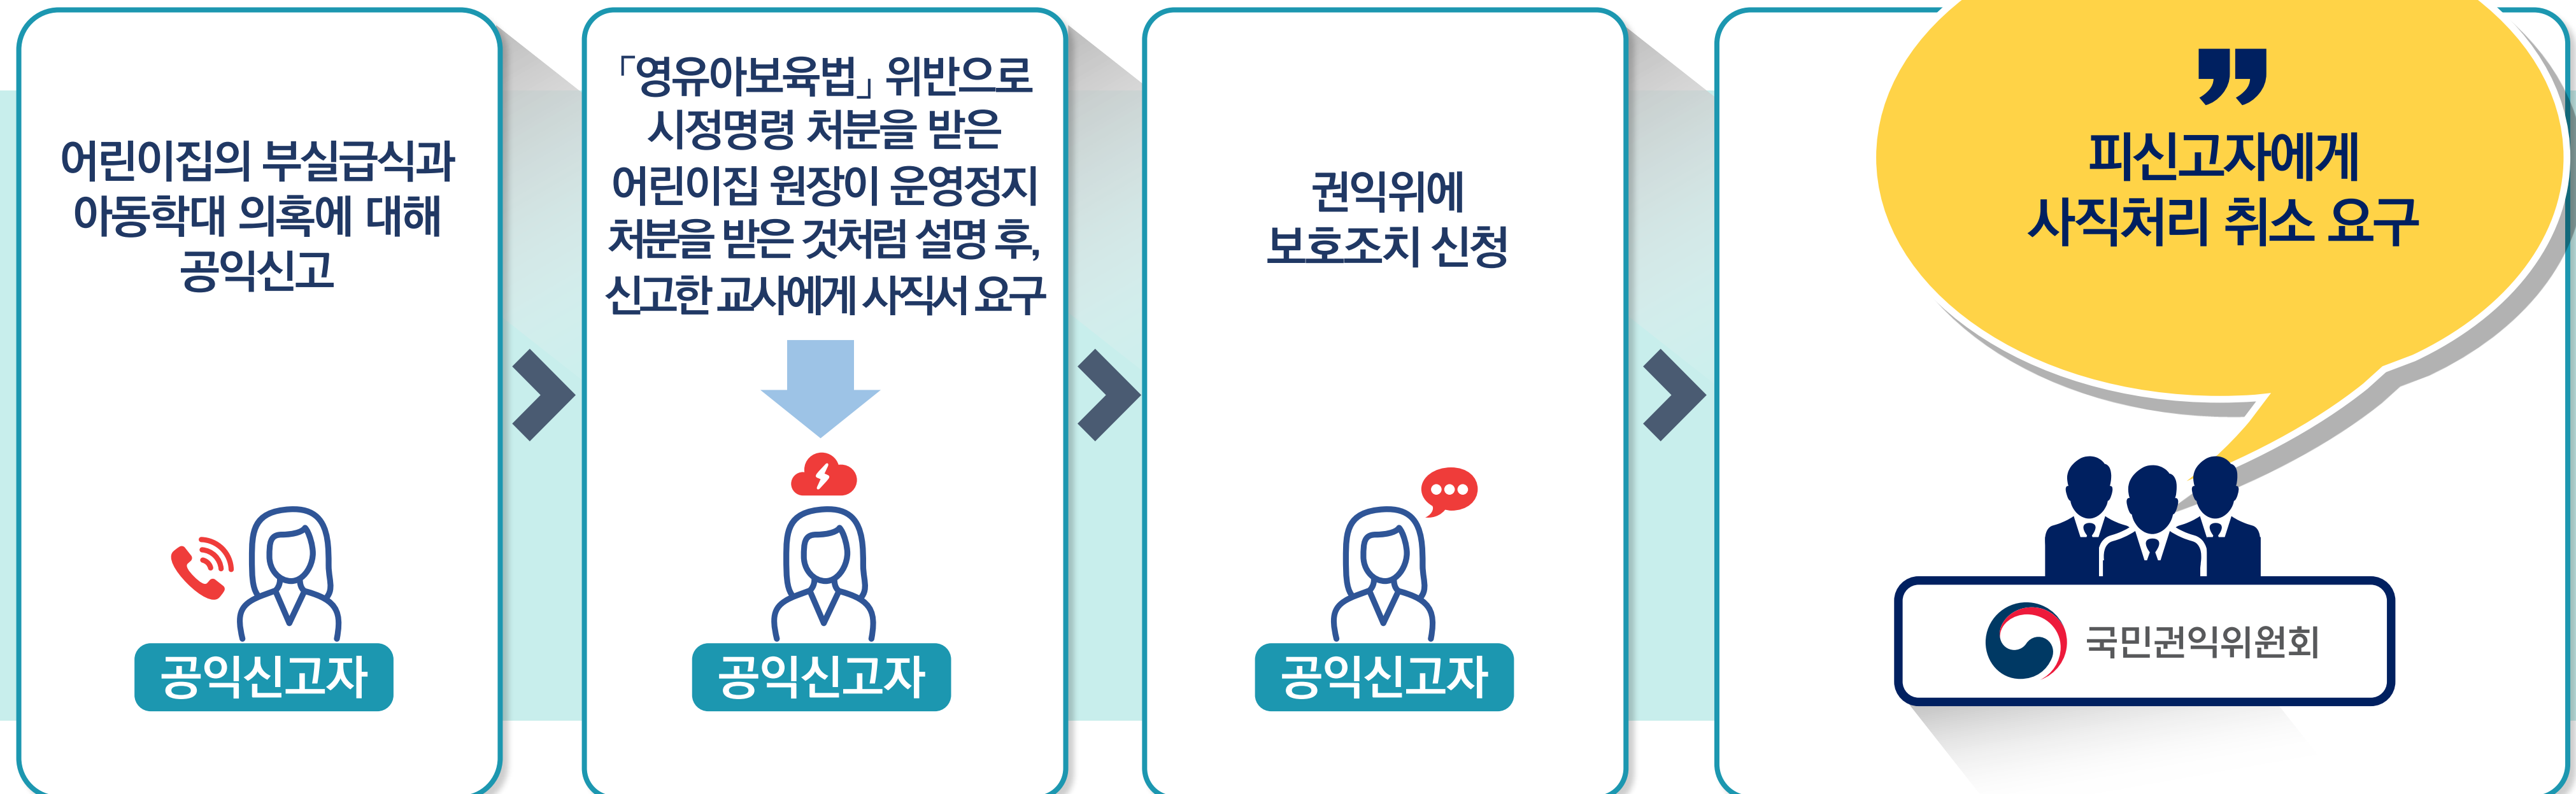 어린이집의 부실급식과
아동학대 의혹에 대해
공익신고
공익신고자
「영유아보육법」 위반으로
시정명령 처분을 받은
어린이집 원장이 운영정지
처분을 받은 것처럼 설명 후,
신고한 교사에게 사직서 요구
공익신고자
권익위에
보호조치 신청
공익신고자
”
피신고자에게
사직처리 취소 요구
국민권익위원회